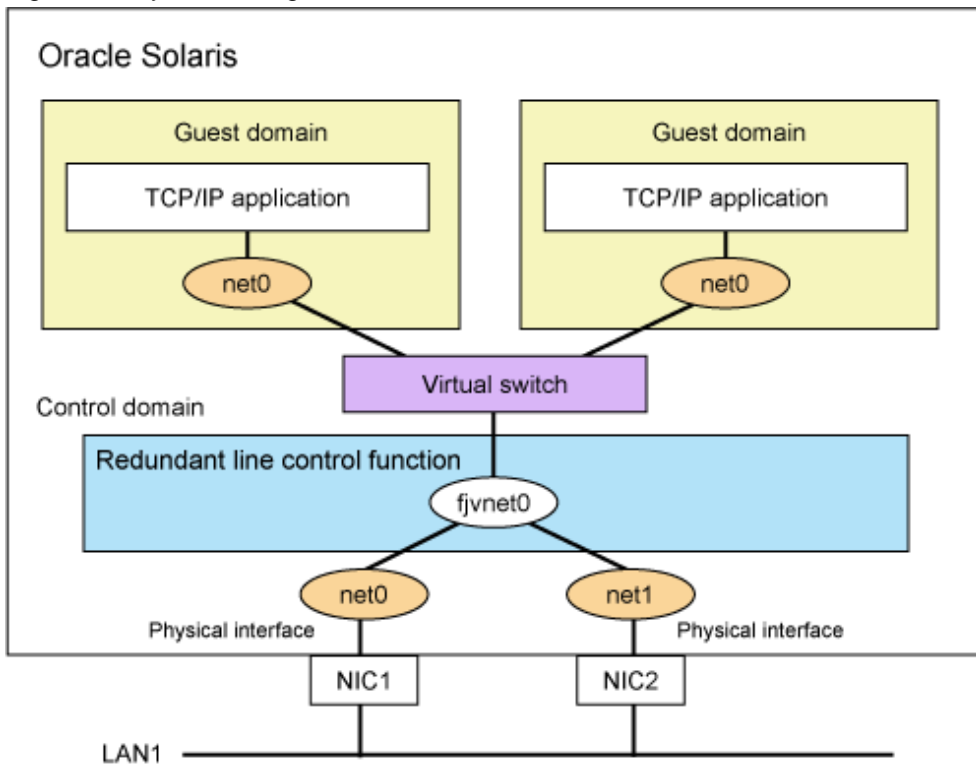 Oracle Solaris
Guest domain
TCP/IP application
net0
Guest domain
TCP/IP application
net0
Virtual switch
Control domain
Redundant line control function
fjvnet0
net0
net1
Physical interface
Physical interface
NIC1
NIC2
LAN1